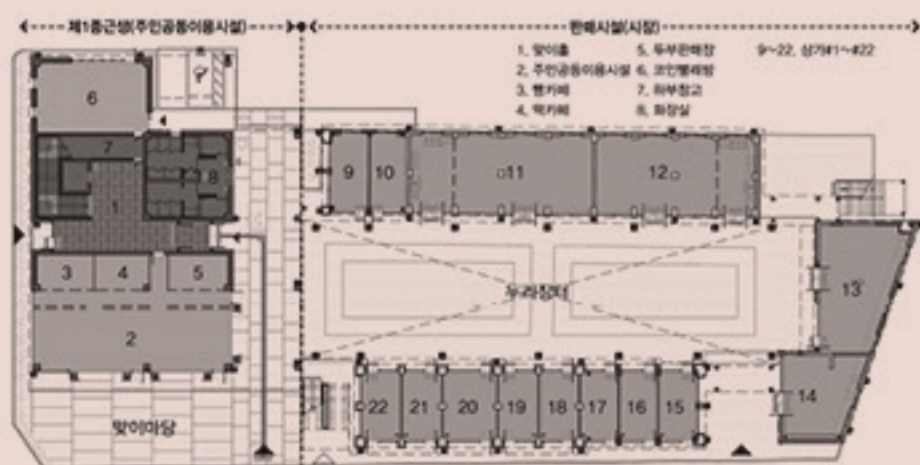 제1종근생(주민공동이용시설)
판매시설(시장)
1. 맞이홀
2. 주민공동이용시설
3. 빵카페
4. 떡카페
5. 두부판매장
6. 코인빨래방
7. 하부창고
8. 화장실
9~22. 상가#1~#22
6
7
8
1
3 4 5
2
맞이마당
9 10 11 12
두라장터
13
14
22 21 20 19 18 17 16 15